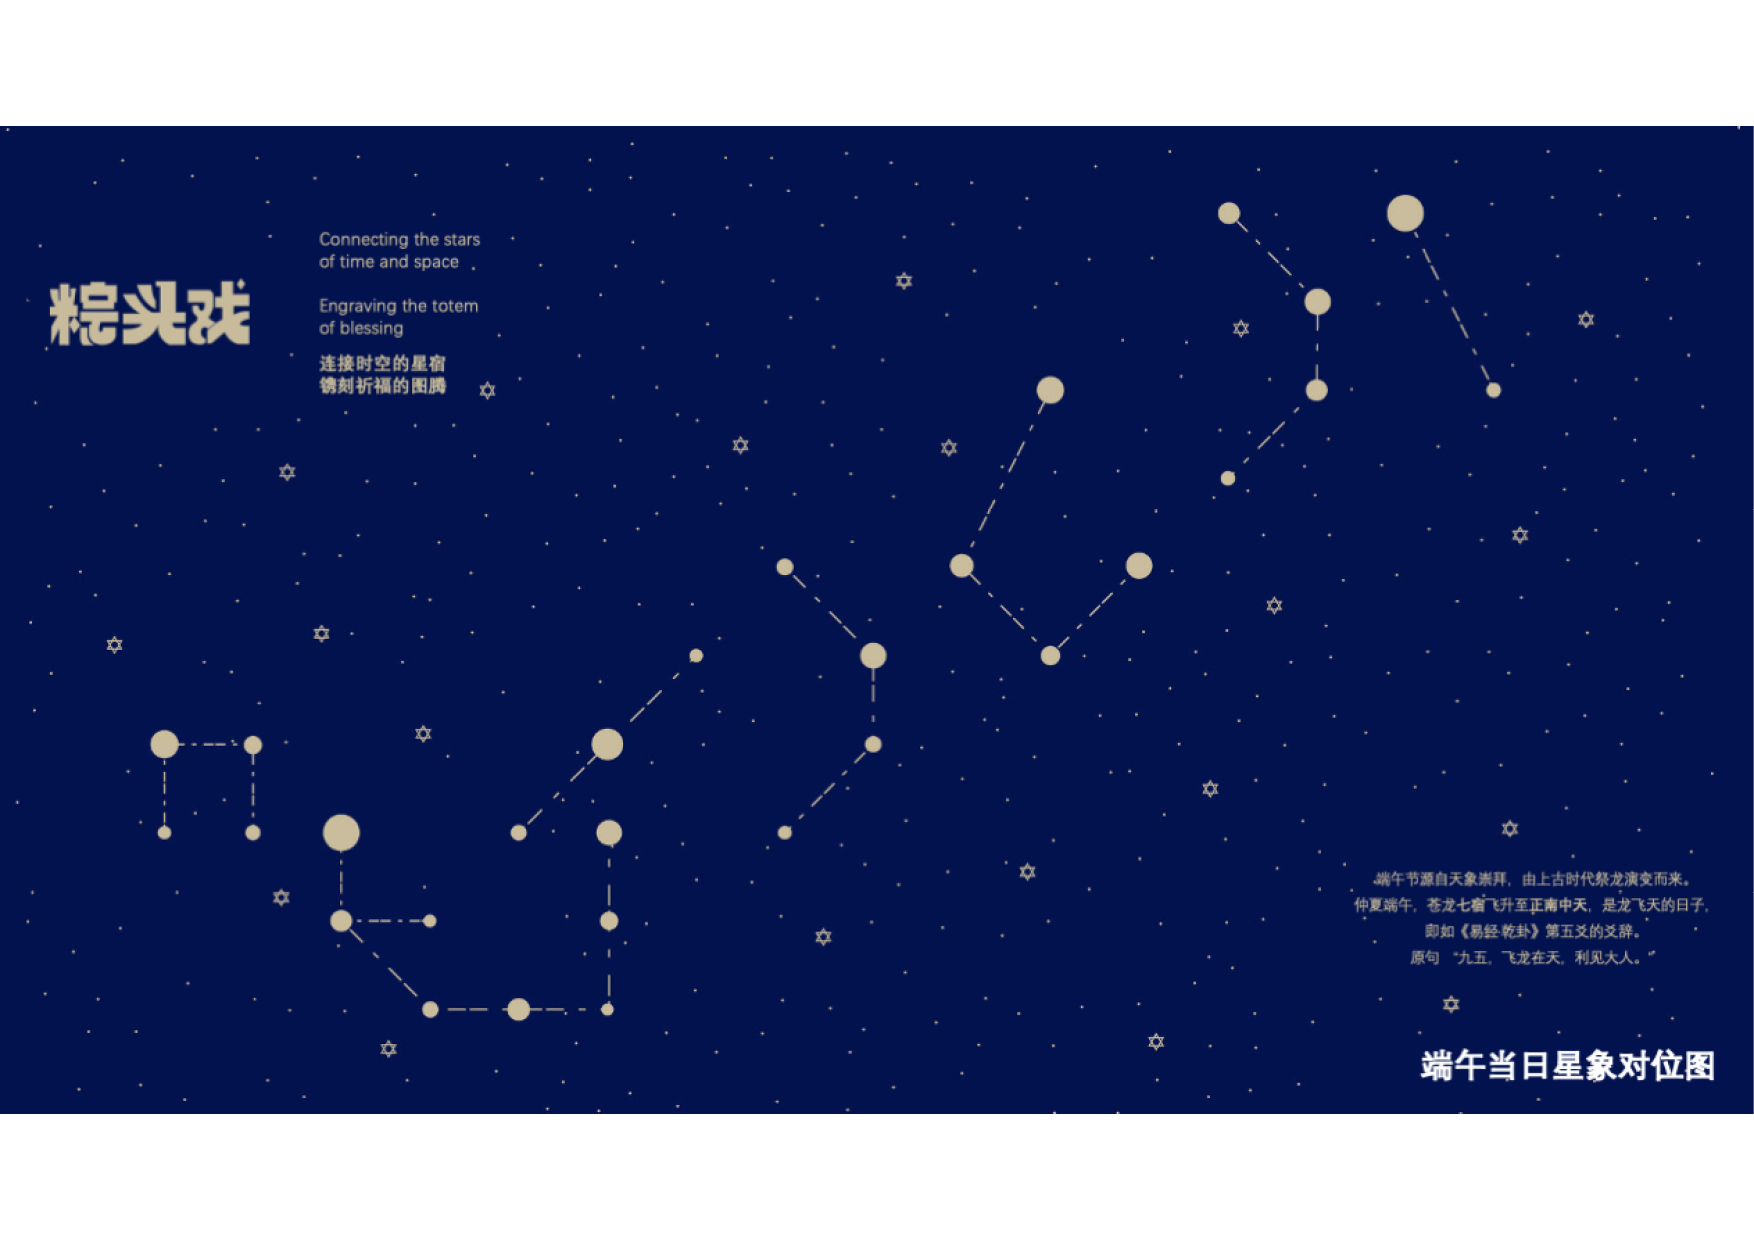 粽头戏
Connecting the stars
of time and space
Engraving the totem
of blessing
连接时空的星宿
镌刻祈福的图腾
端午节源自天象崇拜，由上古时代祭龙演变而来。
仲夏端午，苍龙七宿飞升至正南中天，是龙飞天的日子，
即如《易经·乾卦》第五爻的爻辞。
原句 “九五，飞龙在天，利见大人。”
端午当日星象对位图